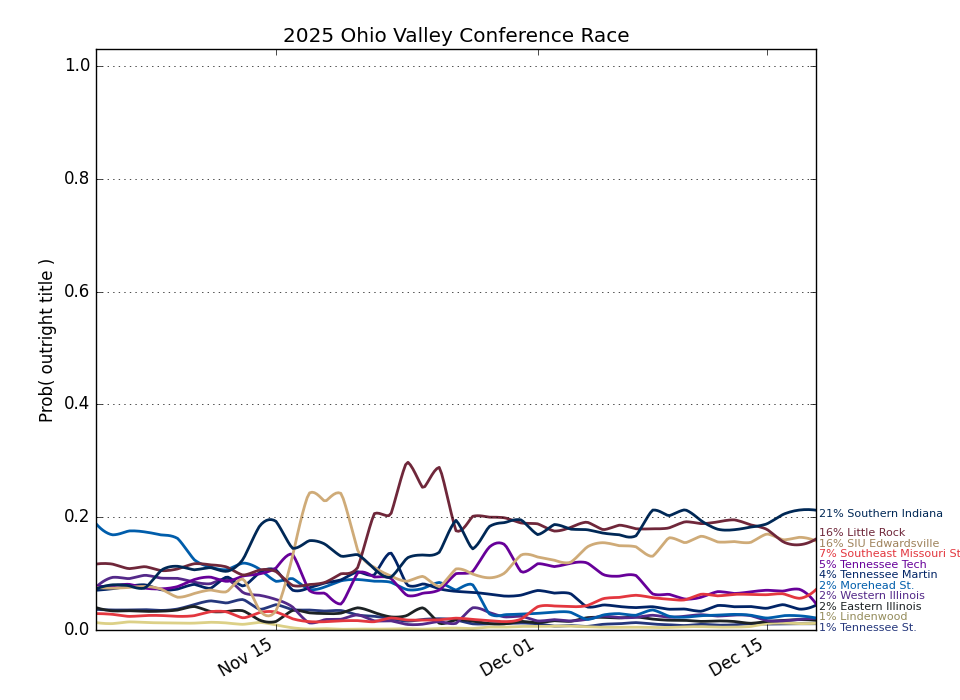 2025 Ohio Valley Conference Race
1.0
0.8
0.6
0.4
0.2
0.0
Prob( outright title )
Nov 15
Dec 01
Dec 15
21% Southern Indiana
16% Little Rock
16% SIU Edwardsville
7% Southeast Missouri St
5% Tennessee Tech
4% Tennessee Martin
2% Morehead St.
2% Western Illinois
2% Eastern Illinois
1% Lindenwood
1% Tennessee St.